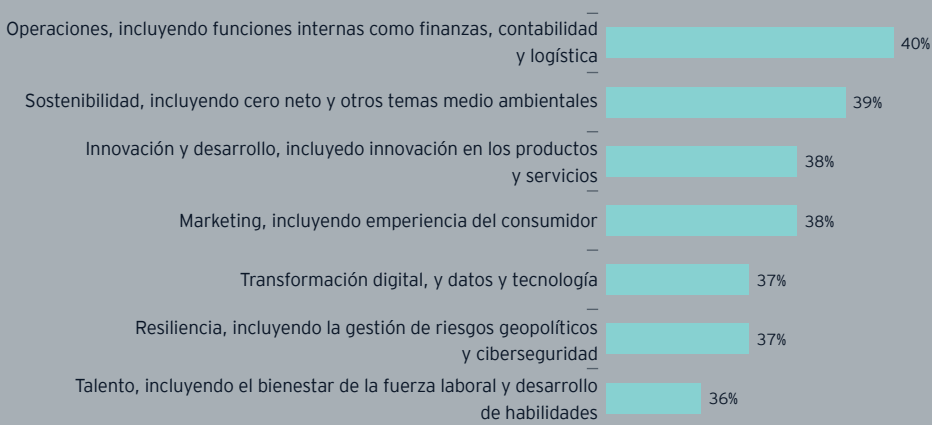 Operaciones, incluyendo funciones internas como finanzas, contabilidad
y logística
40%
Sostenibilidad, incluyendo cero neto y otros temas medio ambientales
39%
Innovación y desarrollo, incluyedo innovación en los productos
y servicios
38%
Marketing, incluyendo emperiencia del consumidor
38%
Transformación digital, y datos y tecnología
37%
Resiliencia, incluyendo la gestión de riesgos geopolíticos
y ciberseguridad
37%
Talento, incluyendo el bienestar de la fuerza laboral y desarrollo
de habilidades
36%